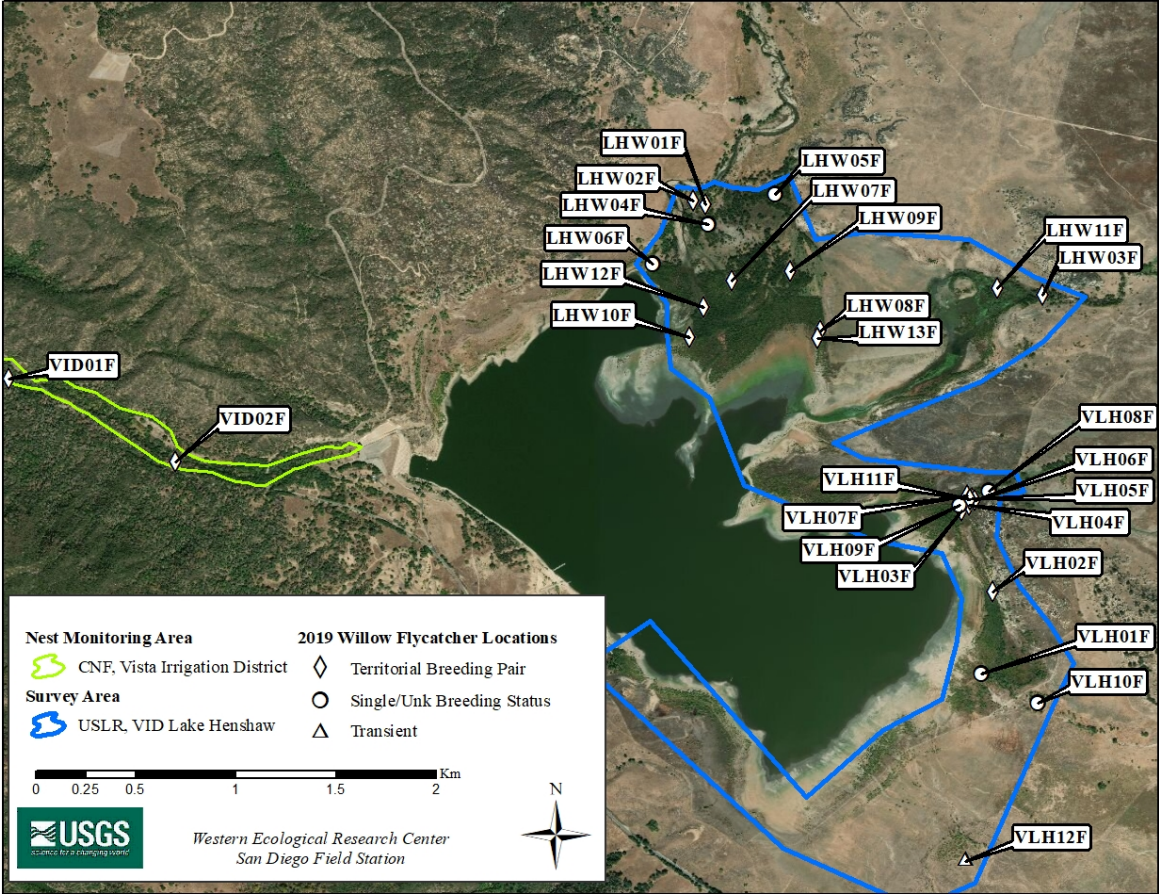 LHW01F
LHW05F
LHW02F
LHW07F
LHW04F
LHW09F
LHW11F
LHW06F
LHW03F
LHW12F
LHW08F
LHW10F
LHW13F
VID01F
VID02F
VLH08F
VLH06F
VLH11F
VLH05F
VLH07F
VLH04F
VLH09F
VLH02F
VLH03F
VLH01F
VLH10F
VLH12F
Nest Monitoring Area
CNF, Vista Irrigation District
Survey Area
USLR, VID Lake Henshaw
2019 Willow Flycatcher Locations
Territorial Breeding Pair
Single/Unk Breeding Status
Transient
Km
0 0.25 0.5 1 1.5 2
N
USGS
science for a changing world
Western Ecological Research Center
San Diego Field Station